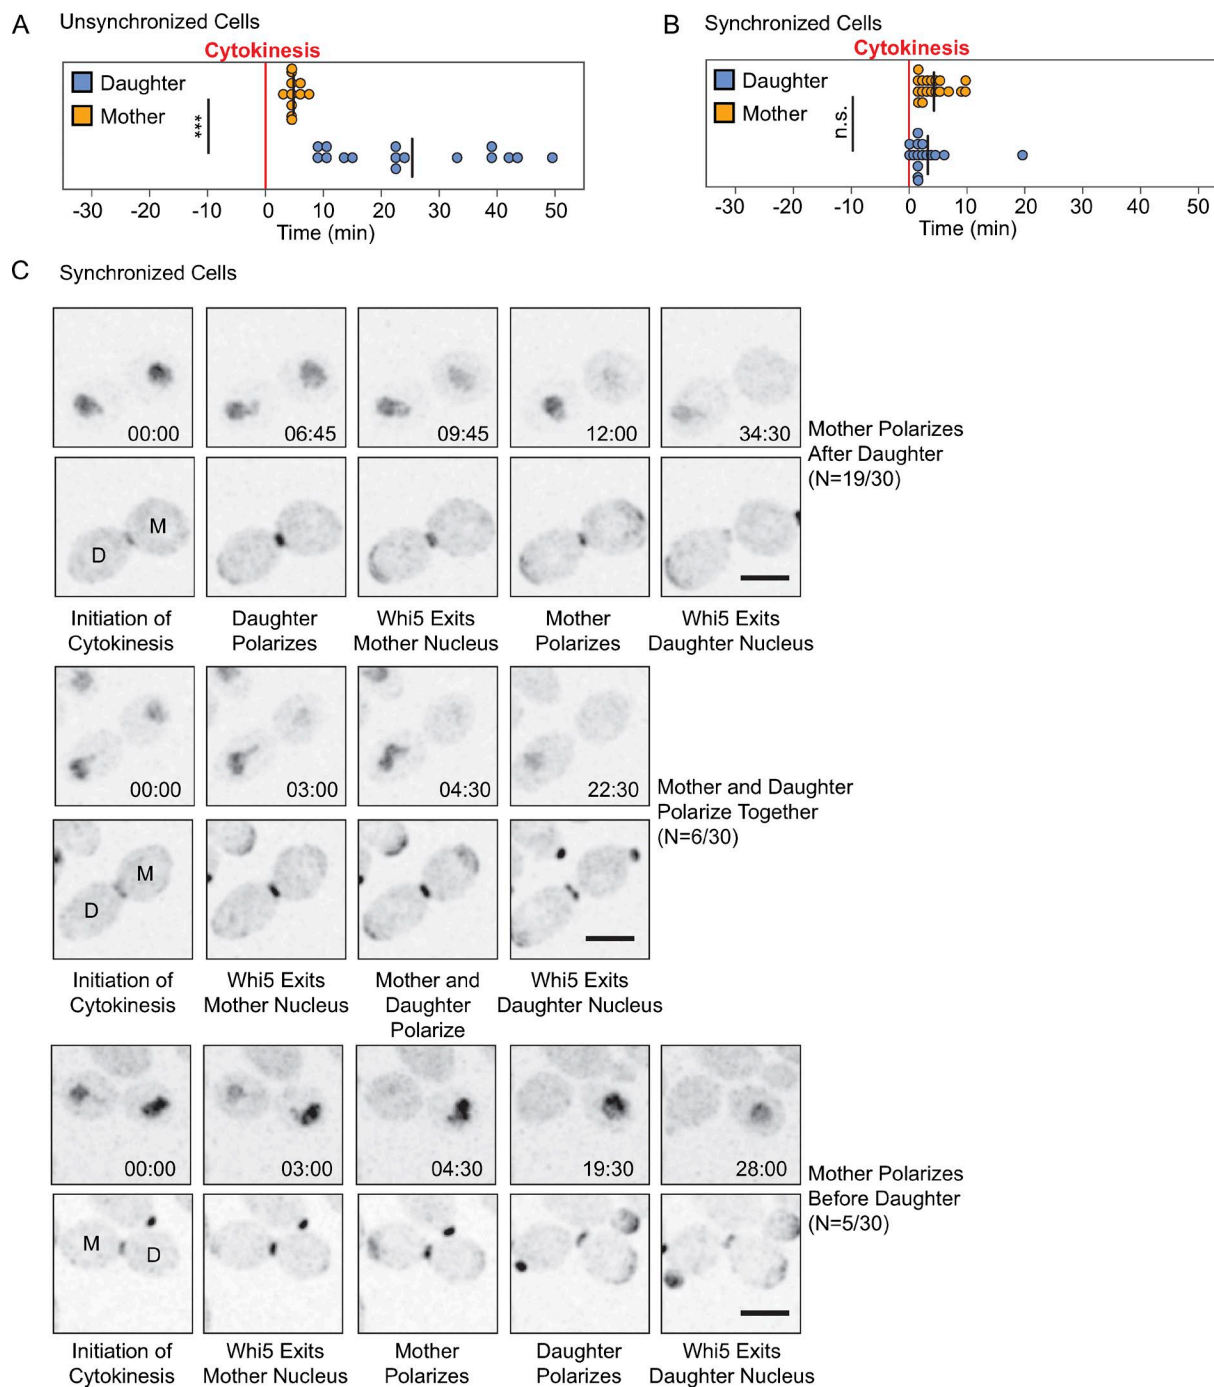 A Unsynchronized Cells
Cytokinesis
Daughter
Mother
***
-30 -20 -10 0 10 20 30 40 50
Time (min)
B Synchronized Cells
Cytokinesis
Daughter
Mother
n.s.
-30 -20 -10 0 10 20 30 40 50
Time (min)
C Synchronized Cells
00:00 06:45 09:45 12:00 34:30
Mother Polarizes
After Daughter
(N=19/30)
M
D
Initiation of
Cytokinesis
Daughter
Polarizes
Whi5 Exits
Mother Nucleus
Mother
Polarizes
Whi5 Exits
Daughter Nucleus
00:00 03:00 04:30 22:30
Mother and Daughter
Polarize Together
(N=6/30)
M
D
Initiation of
Cytokinesis
Whi5 Exits
Mother Nucleus
Mother and
Daughter
Polarize
Whi5 Exits
Daughter Nucleus
00:00 03:00 04:30 19:30 28:00
Mother Polarizes
Before Daughter
(N=5/30)
M
D
Initiation of
Cytokinesis
Whi5 Exits
Mother Nucleus
Mother
Polarizes
Daughter
Polarizes
Whi5 Exits
Daughter Nucleus